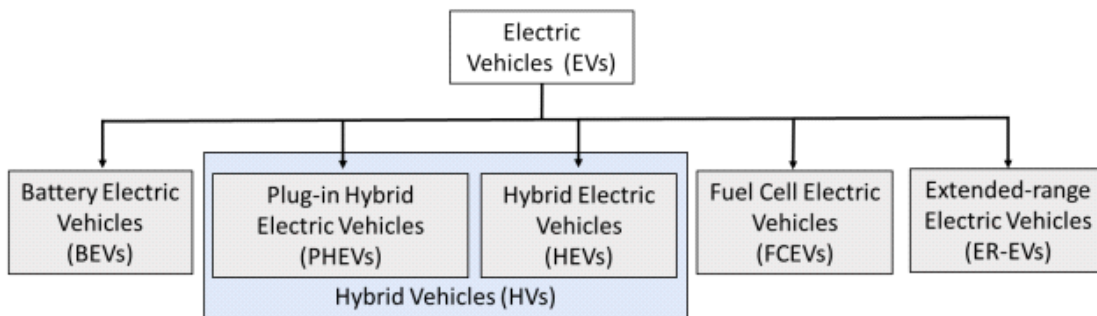 Electric
Vehicles (EVs)
Battery Electric
Vehicles
(BEVs)
Plug-in Hybrid
Electric Vehicles
(PHEVs)
Hybrid Electric
Vehicles
(HEVs)
Fuel Cell Electric
Vehicles
(FCEVs)
Extended-range
Electric Vehicles
(ER-EVs)
Hybrid Vehicles (HVs)